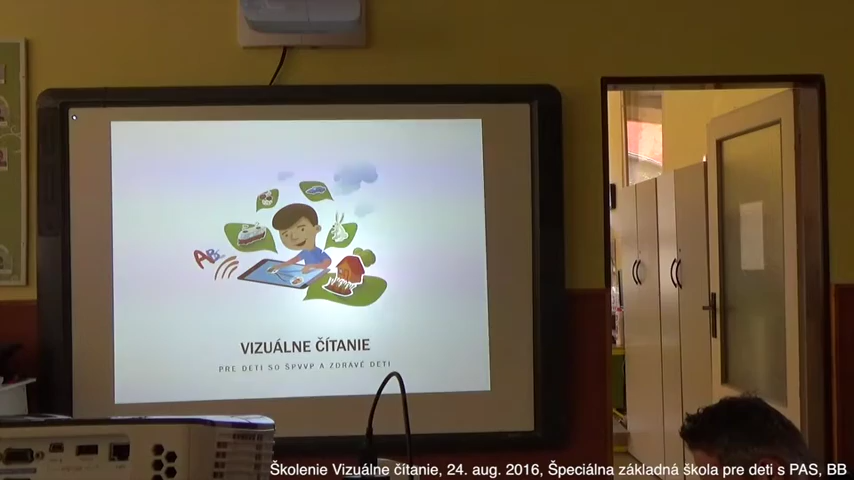 ABC
VIZUÁLNE ČÍTANIE
PRE DETI SO ŠPVVP A ZDRAVÉ DETI
Školenie Vizuálne čítanie, 24. aug. 2016, Špeciálna základná škola pre deti s PAS, BB